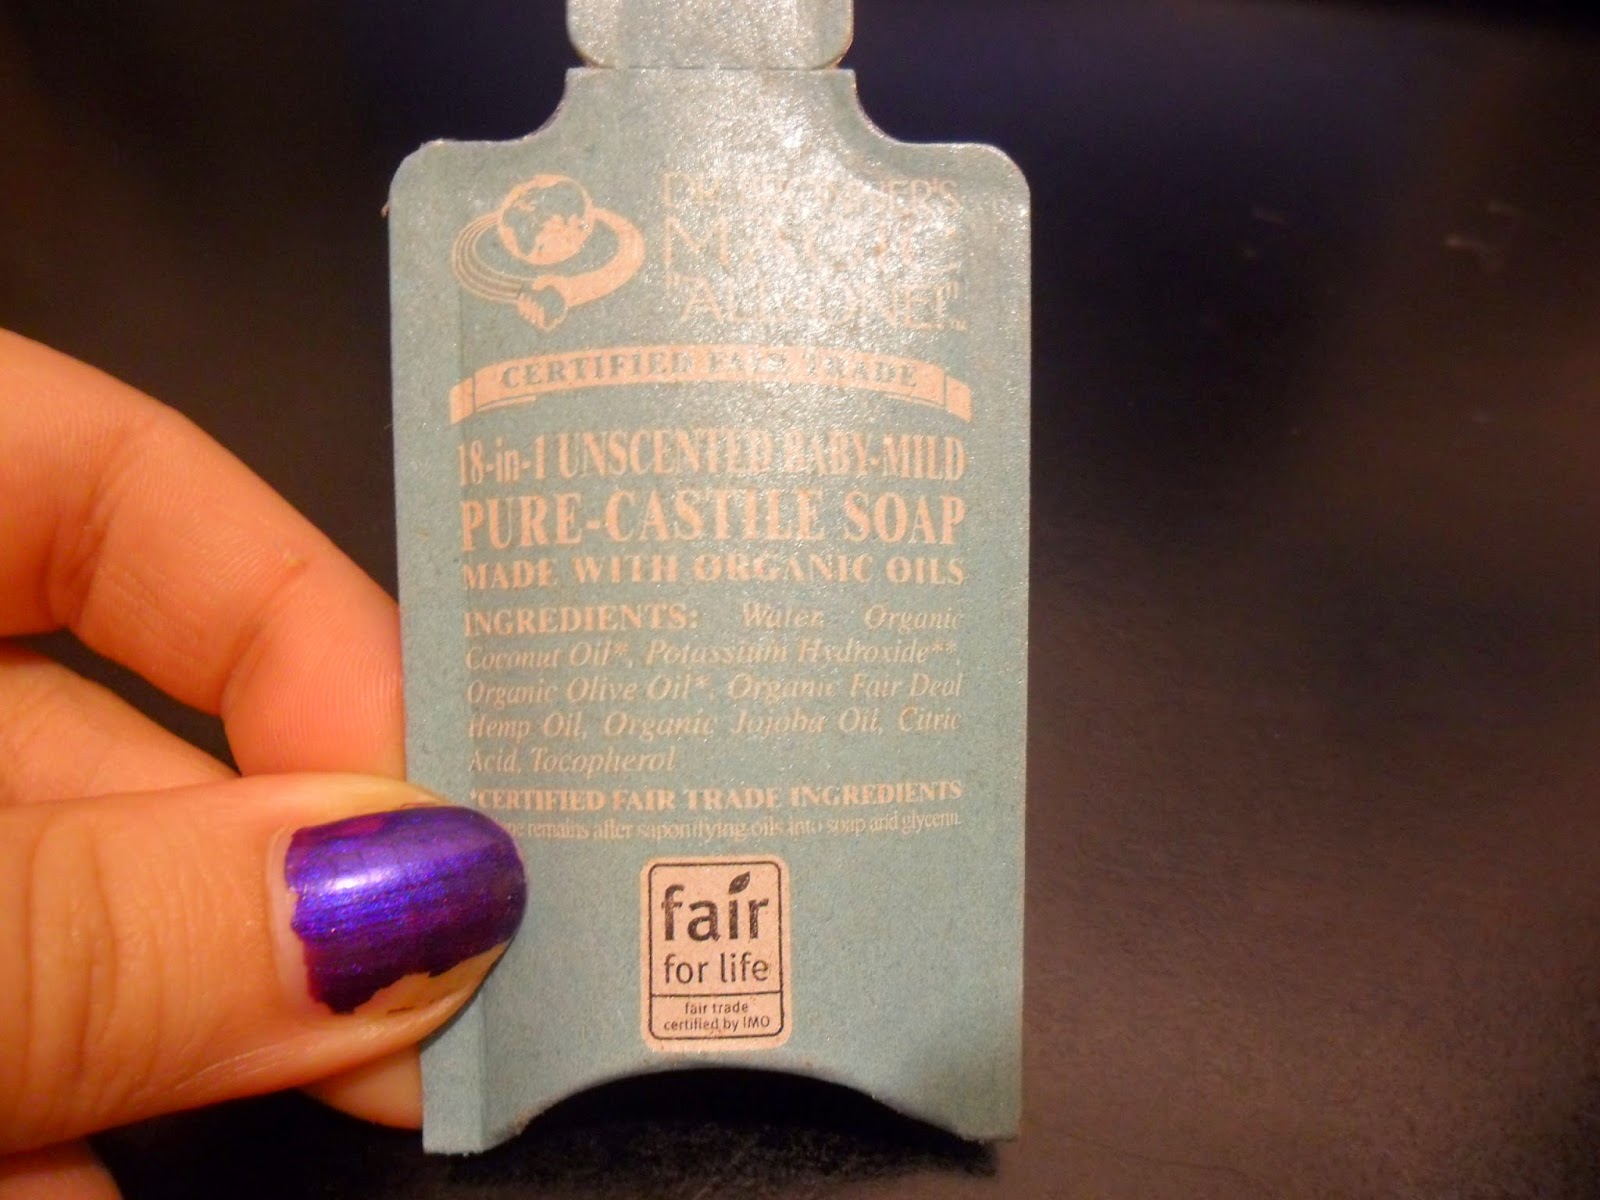 DR. BRONNER'S
MAGIC
"ALL-ONE!"™
CERTIFIED FAIR TRADE
18-in-1 UNSCENTED BABY-MILD
PURE-CASTILE SOAP
MADE WITH ORGANIC OILS
INGREDIENTS: Water, Organic
Coconut Oil*, Potassium Hydroxide**,
Organic Olive Oil*, Organic Fair Deal
Hemp Oil, Organic Jojoba Oil, Citric
Acid, Tocopherol
*CERTIFIED FAIR TRADE INGREDIENTS
remains after saponifying oils into soap and glycerin.
fair
for life
fair trade
certified by IMO